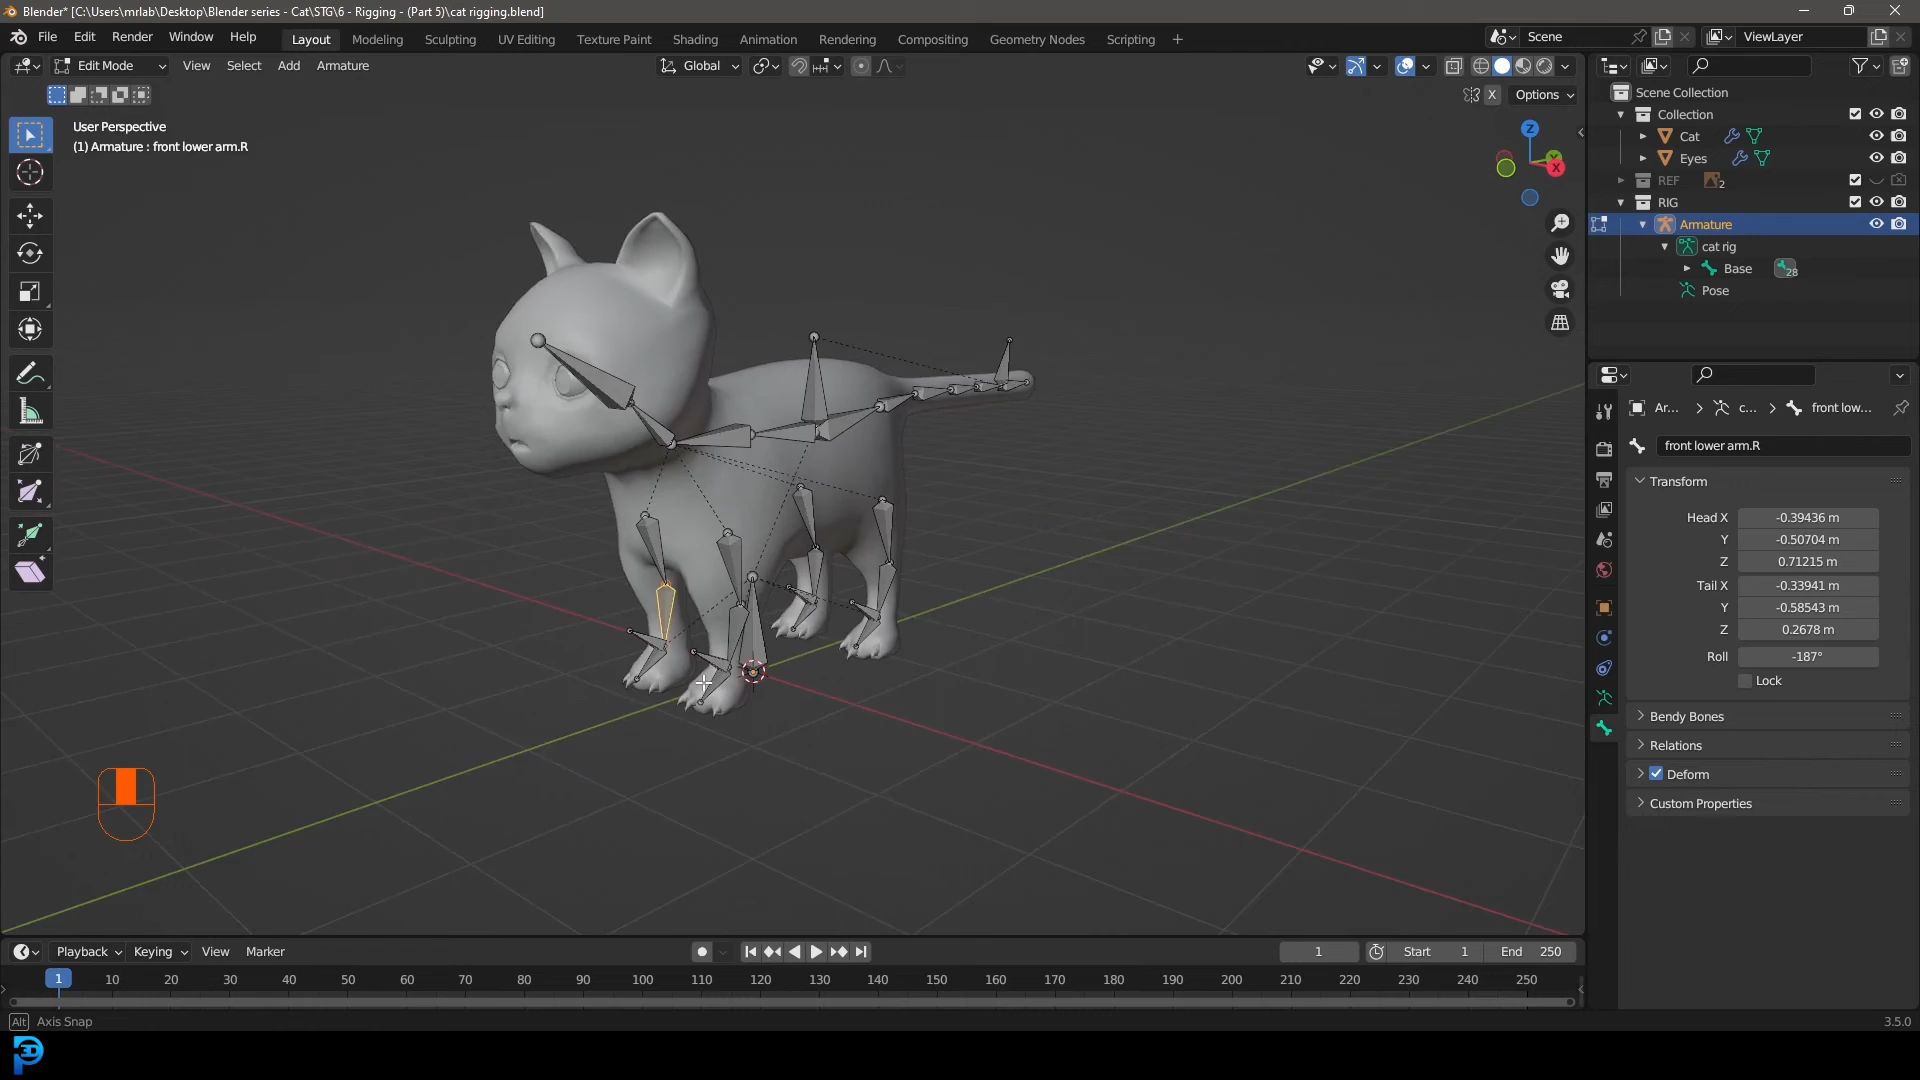 Blender* [C:\Users\mrlab\Desktop\Blender series - Cat\STG\6 - Rigging - (Part 5)\cat rigging.blend]
File Edit Render Window Help Layout Modeling Sculpting UV Editing Texture Paint Shading Animation Rendering Compositing Geometry Nodes Scripting + Scene ViewLayer
Edit Mode View Select Add Armature Global
X Options
User Perspective
(1) Armature : front lower arm.R
Z
X
Scene Collection
Collection
Cat
Eyes
REF 2
RIG
Armature
cat rig
Base 28
Pose
Ar... c... front low...
front lower arm.R
Transform
Head X -0.39436 m
Y -0.50704 m
Z 0.71215 m
Tail X -0.33941 m
Y -0.58543 m
Z 0.2678 m
Roll -187°
Lock
Bendy Bones
Relations
Deform
Custom Properties
Playback Keying View Marker 1 Start 1 End 250
1 10 20 30 40 50 60 70 80 90 100 110 120 130 140 150 160 170 180 190 200 210 220 230 240 250
Alt Axis Snap 3.5.0